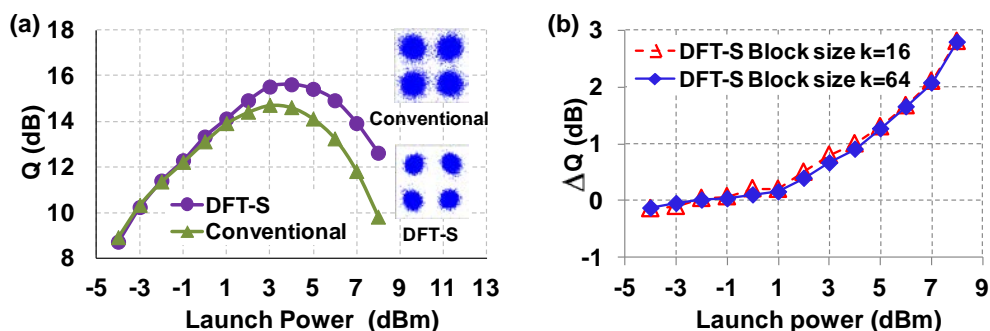 (a)
18
16
14
12
10
8
Q (dB)
Conventional
DFT-S
DFT-S
Conventional
-5 -3 -1 1 3 5 7 9 11 13
Launch Power (dBm)
(b)
3
2
1
0
-1
ΔQ (dB)
DFT-S Block size k=16
DFT-S Block size k=64
-5 -3 -1 1 3 5 7 9
Launch power (dBm)